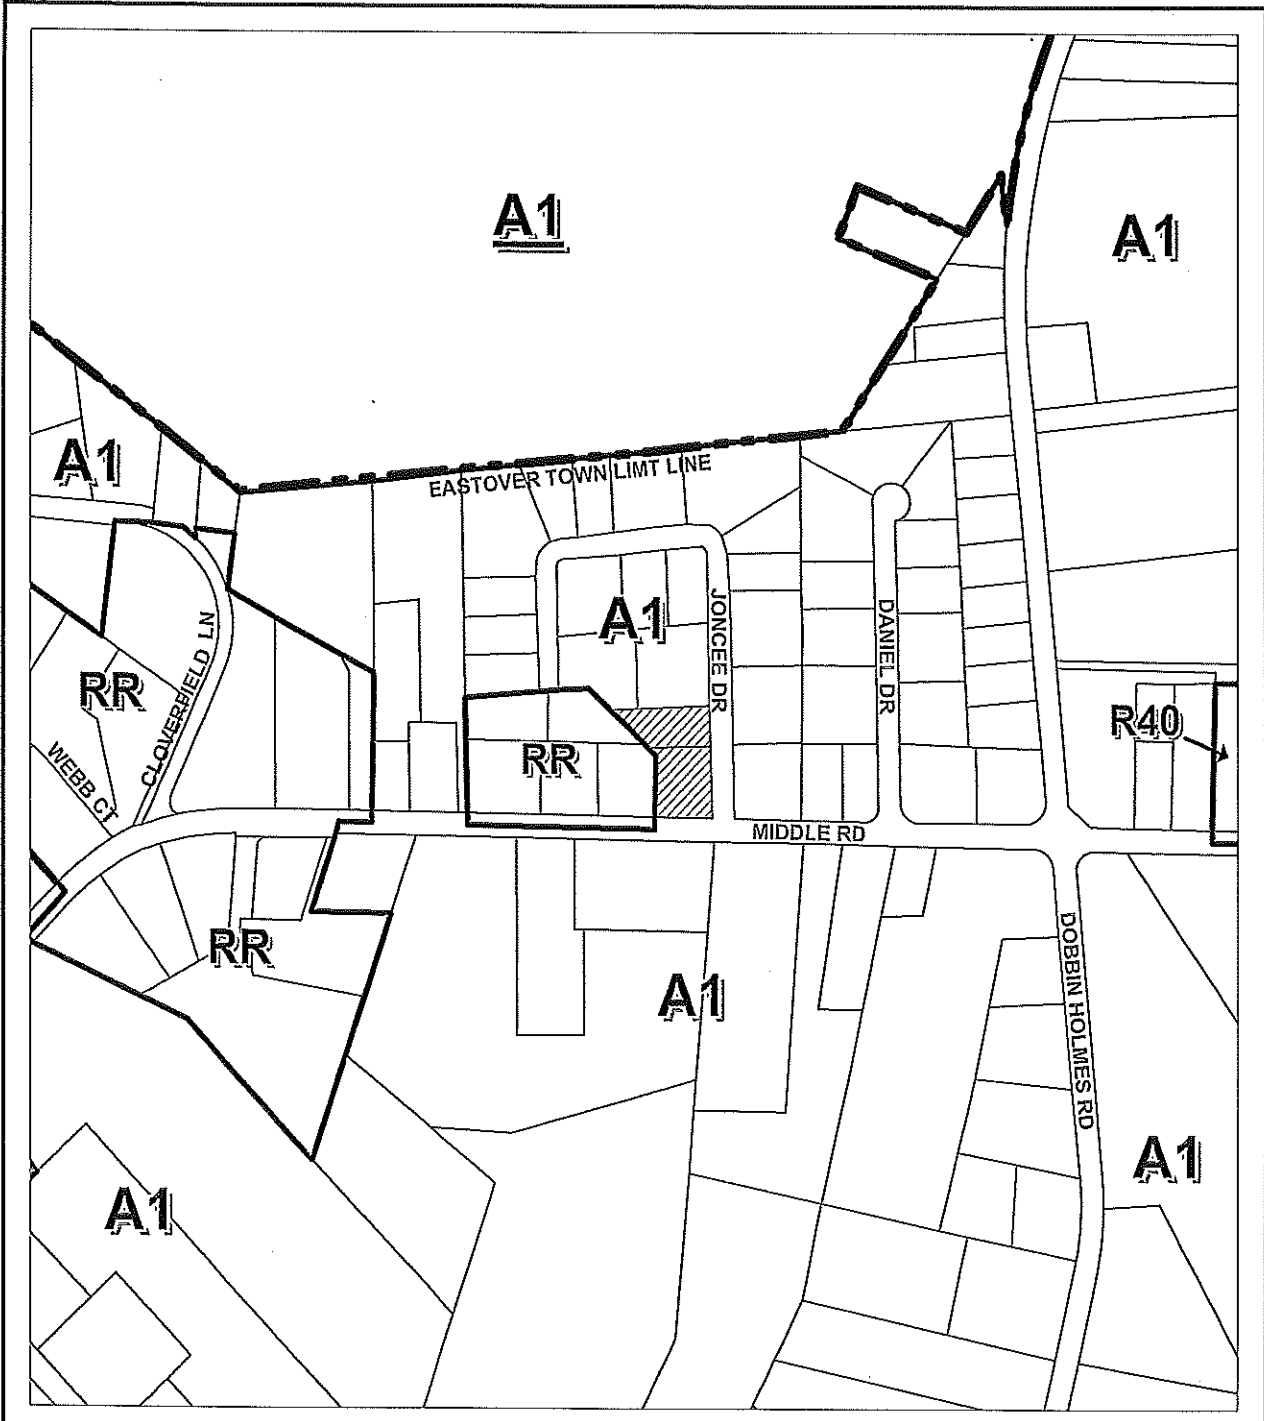 A1
A1
A1
EASTOVER TOWN LIMT LINE
A1
JONCEE DR
DANIEL DR
CLOVERFIELD LN
RR
WEBB CT
RR
R40
MIDDLE RD
RR
A1
DOBBIN HOLMES RD
A1
A1